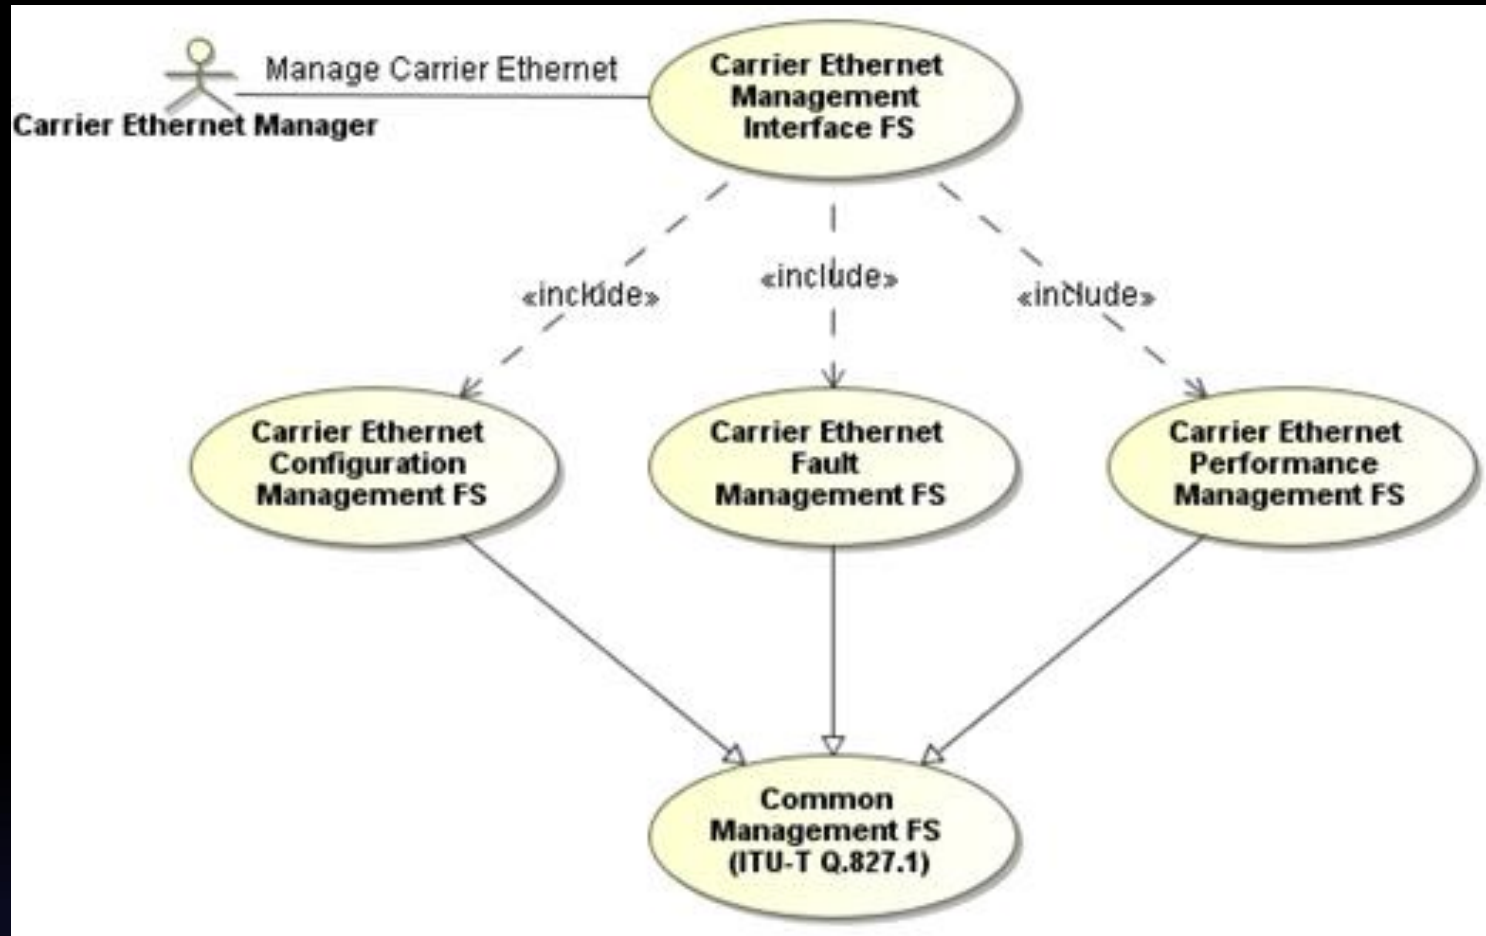 Manage Carrier Ethernet
Carrier Ethernet Manager
Carrier Ethernet
Management
Interface FS
«include»
«include»
«include»
Carrier Ethernet
Configuration
Management FS
Carrier Ethernet
Fault
Management FS
Carrier Ethernet
Performance
Management FS
Common
Management FS
(ITU-T Q.827.1)